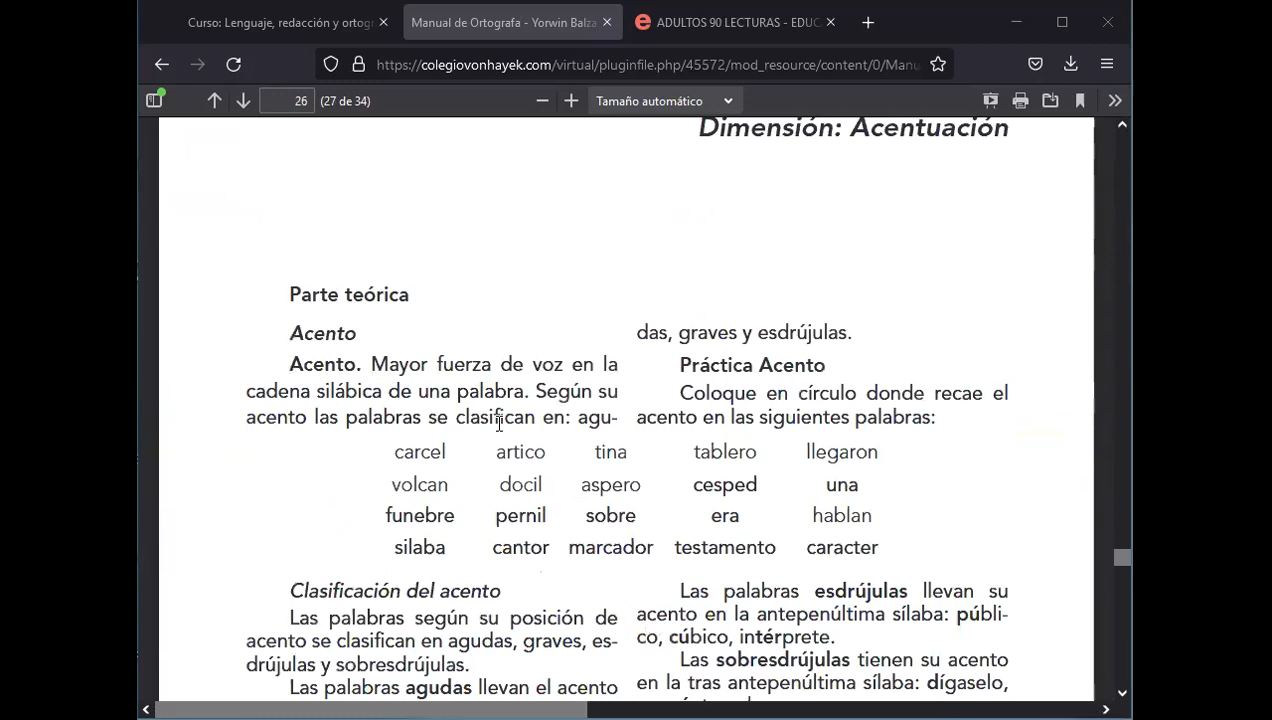 Curso: Lenguaje, redacción y ortogr
Manual de Ortografa - Yorwin Balza
ADULTOS 90 LECTURAS - EDUC
https://colegiovonhayek.com/virtual/pluginfile.php/45572/mod_resource/content/0/Manu
26 (27 de 34)
Tamaño automático
Dimensión: Acentuación
Parte teórica
Acento
Acento. Mayor fuerza de voz en la
cadena silábica de una palabra. Según su
acento las palabras se clasifican en: agu-
das, graves y esdrújulas.
Práctica Acento
Coloque en círculo donde recae el
acento en las siguientes palabras:
carcel artico tina tablero llegaron
volcan docil aspero cesped una
funebre pernil sobre era hablan
silaba cantor marcador testamento caracter
Clasificación del acento
Las palabras según su posición de
acento se clasifican en agudas, graves, es-
drújulas y sobresdrújulas.
Las palabras agudas llevan el acento
Las palabras esdrújulas llevan su
acento en la antepenúltima sílaba: públi-
co, cúbico, intérprete.
Las sobresdrújulas tienen su acento
en la tras antepenúltima sílaba: dígaselo,